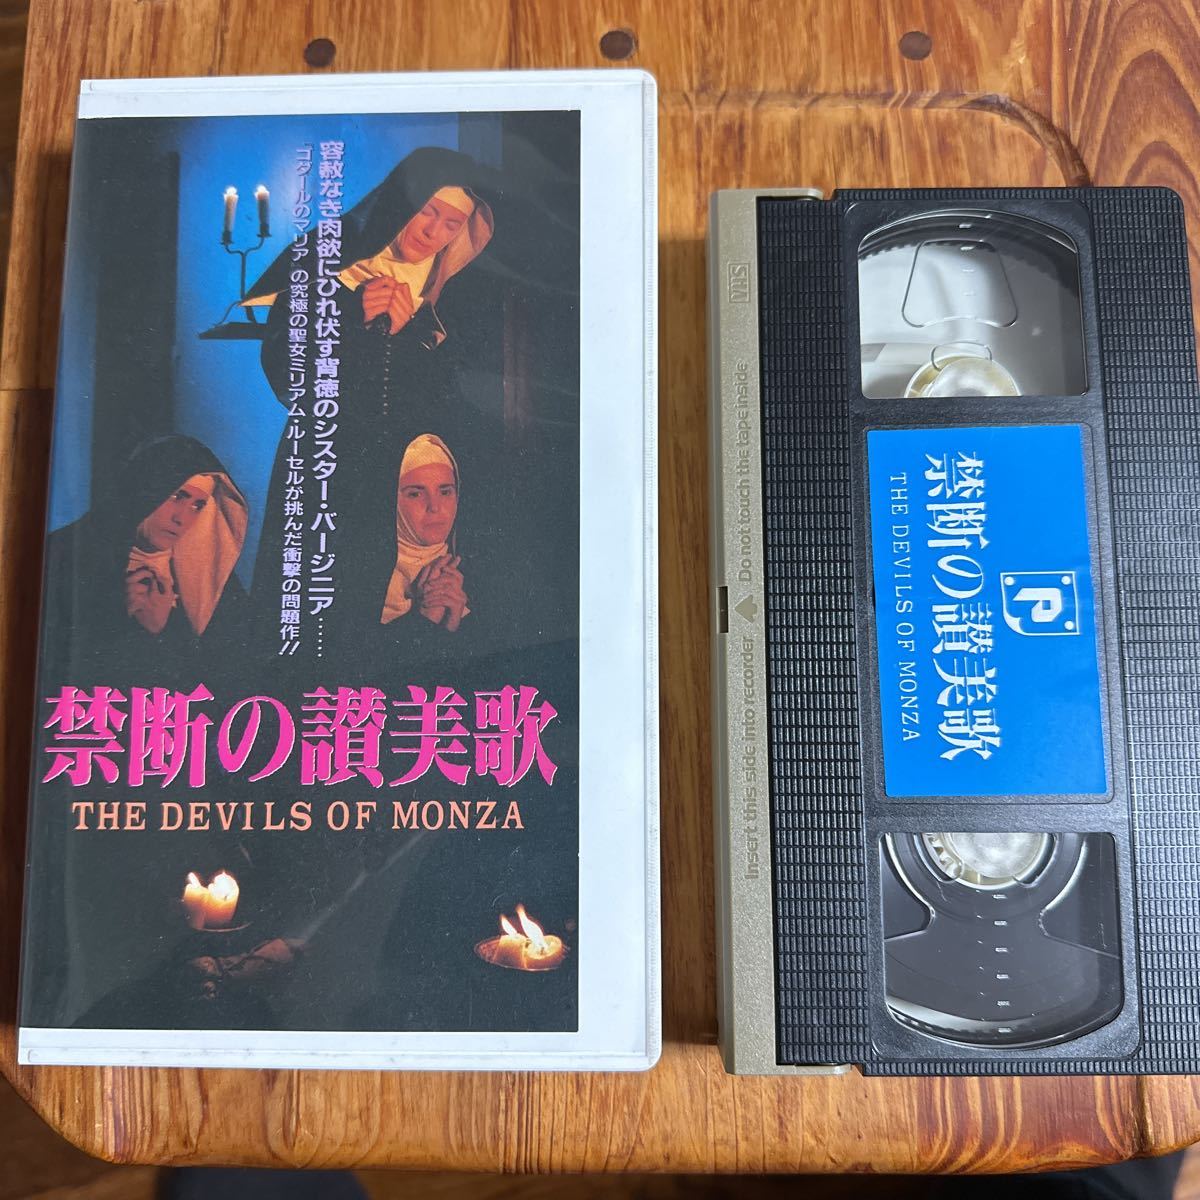 容赦なき肉欲にひれ伏す背徳のシスター・バージニア……
"ゴダールのマリア"の究極の聖女ミリアム・ルーセルが挑んだ衝撃の問題作!!
禁断の讃美歌
THE DEVILS OF MONZA
VHS
Insert this side into recorder
Do not touch the tape inside
P
禁断の讃美歌
THE DEVILS OF MONZA